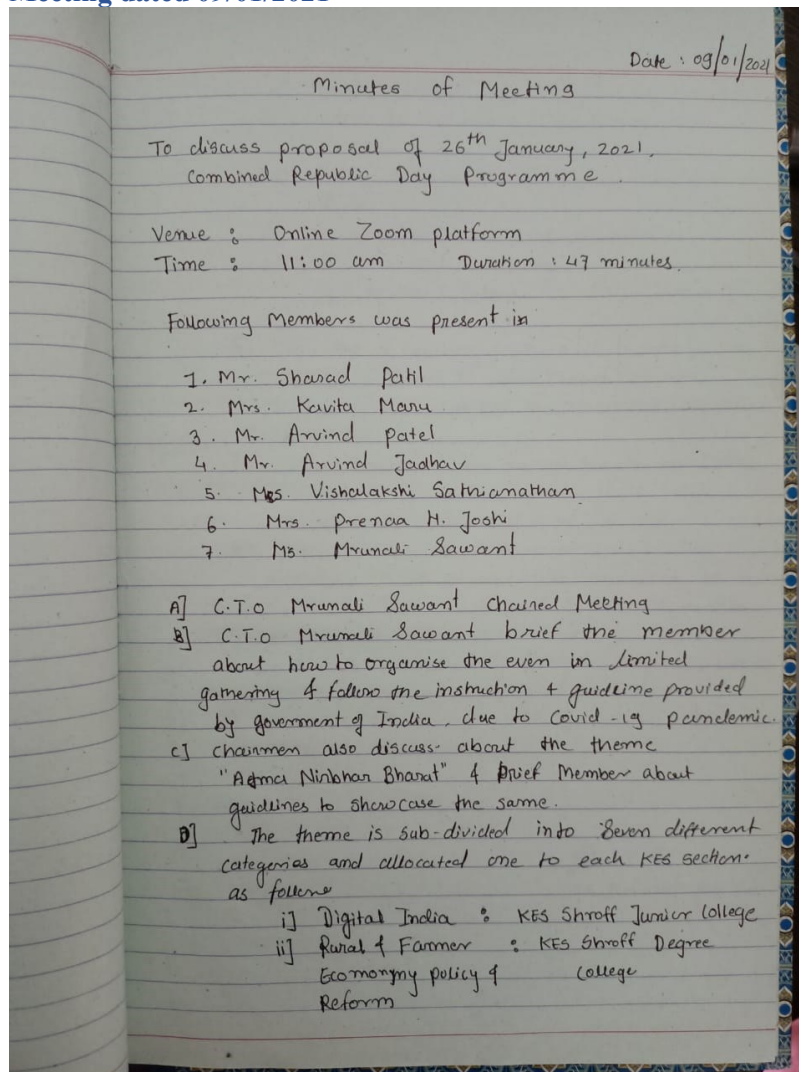 Meeting dated 09/01/2021
Date : 09/01/2021
Minutes of Meeting
To discuss proposal of 26th January, 2021,
Combined Republic Day Programme.
Venue : Online Zoom platform
Time : 11:00 am Duration : 47 minutes.
Following Members was present in
1. Mr. Sharad Patil
2. Mrs. Kavita Maru
3. Mr. Arvind Patel
4. Mr. Arvind Jadhav
5. Mrs. Vishalakshi Sathianathan
6. Mrs. Prenaa H. Joshi
7. Ms. Mrunali Sawant
A] C.T.O Mrunali Sawant Chaired Meeting
B] C.T.O Mrunali Sawant brief the member
about how to organise the even in limited
gathering & follow the instruction & guideline provided
by government of India, due to Covid-19 pandemic.
C] Chairmen also discuss about the theme
"Aatma Nirbhar Bharat" & brief Member about
guidlines to showcase the same.
D] The theme is sub-divided into Seven different
categories and allocated one to each KES section.
as follow
i] Digital India : KES Shroff Junior College
ii] Rural & Farmer : KES Shroff Degree
Economy policy & College
Reform